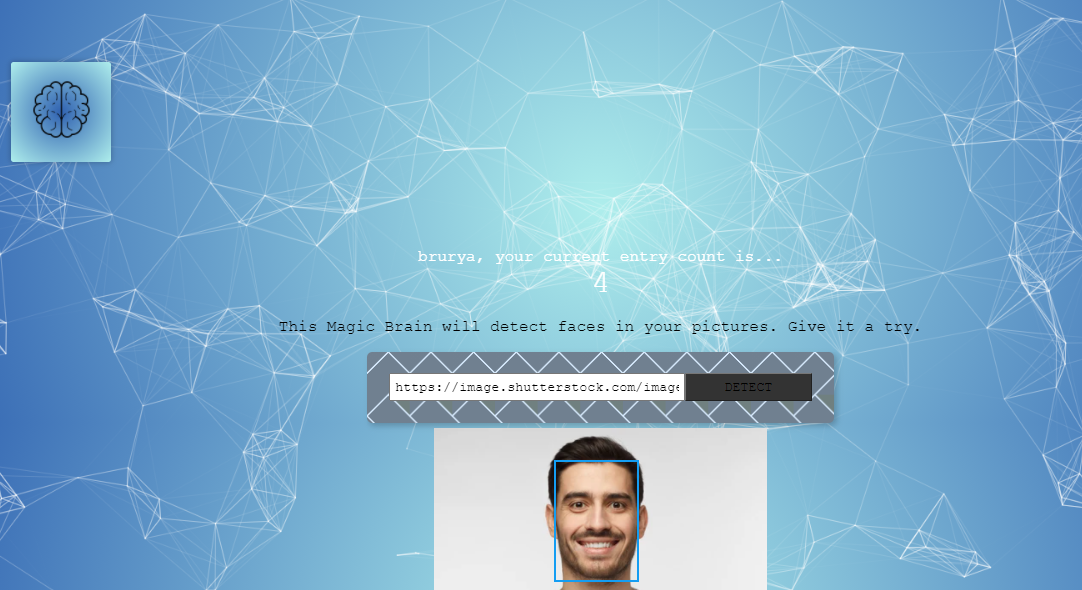 brurya, your current entry count is...
4
This Magic Brain will detect faces in your pictures. Give it a try.
https://image.shutterstock.com/image
DETECT